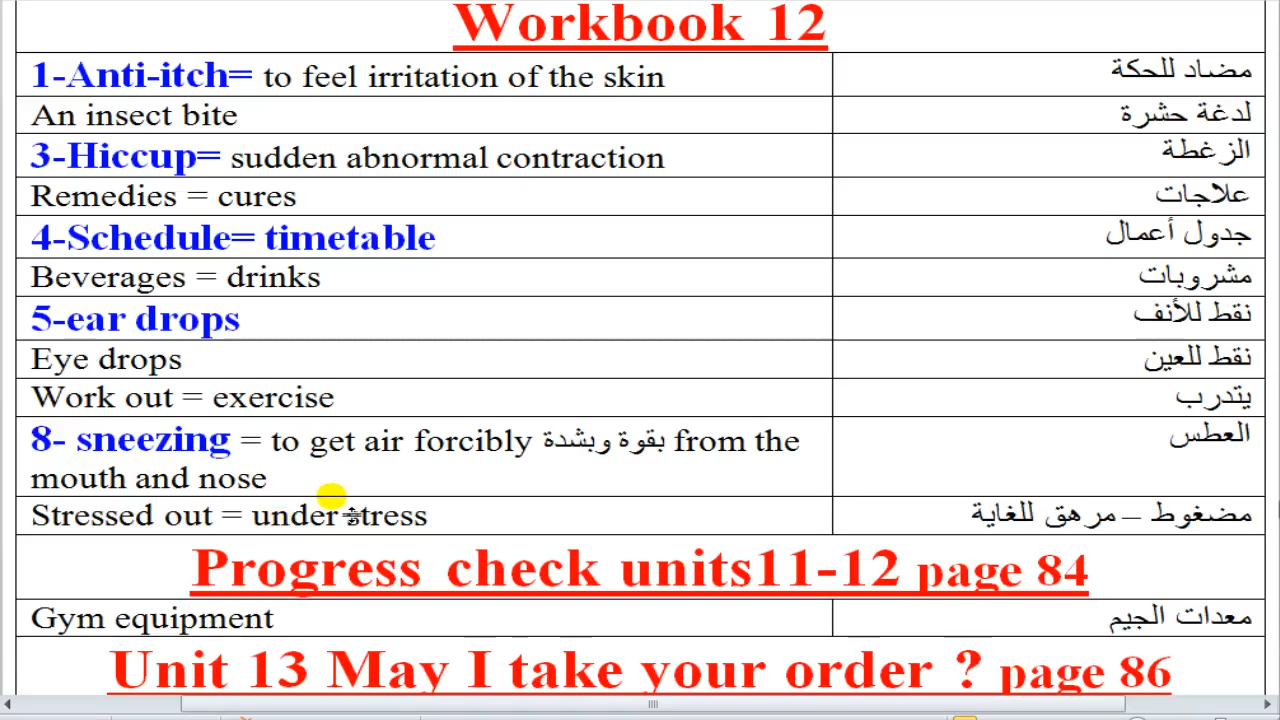 Workbook 12
1-Anti-itch= to feel irritation of the skin
مضاد للحكة
An insect bite
لدغة حشرة
3-Hiccup= sudden abnormal contraction
الزغطة
Remedies = cures
علاجات
4-Schedule= timetable
جدول أعمال
Beverages = drinks
مشروبات
5-ear drops
نقط للأنف
Eye drops
نقط للعين
Work out = exercise
يتدرب
8- sneezing = to get air forcibly بقوة وبشدة from the
mouth and nose
العطس
Stressed out = under stress
مضغوط – مرهق للغاية
Progress check units11-12 page 84
Gym equipment
معدات الجيم
Unit 13 May I take your order ? page 86